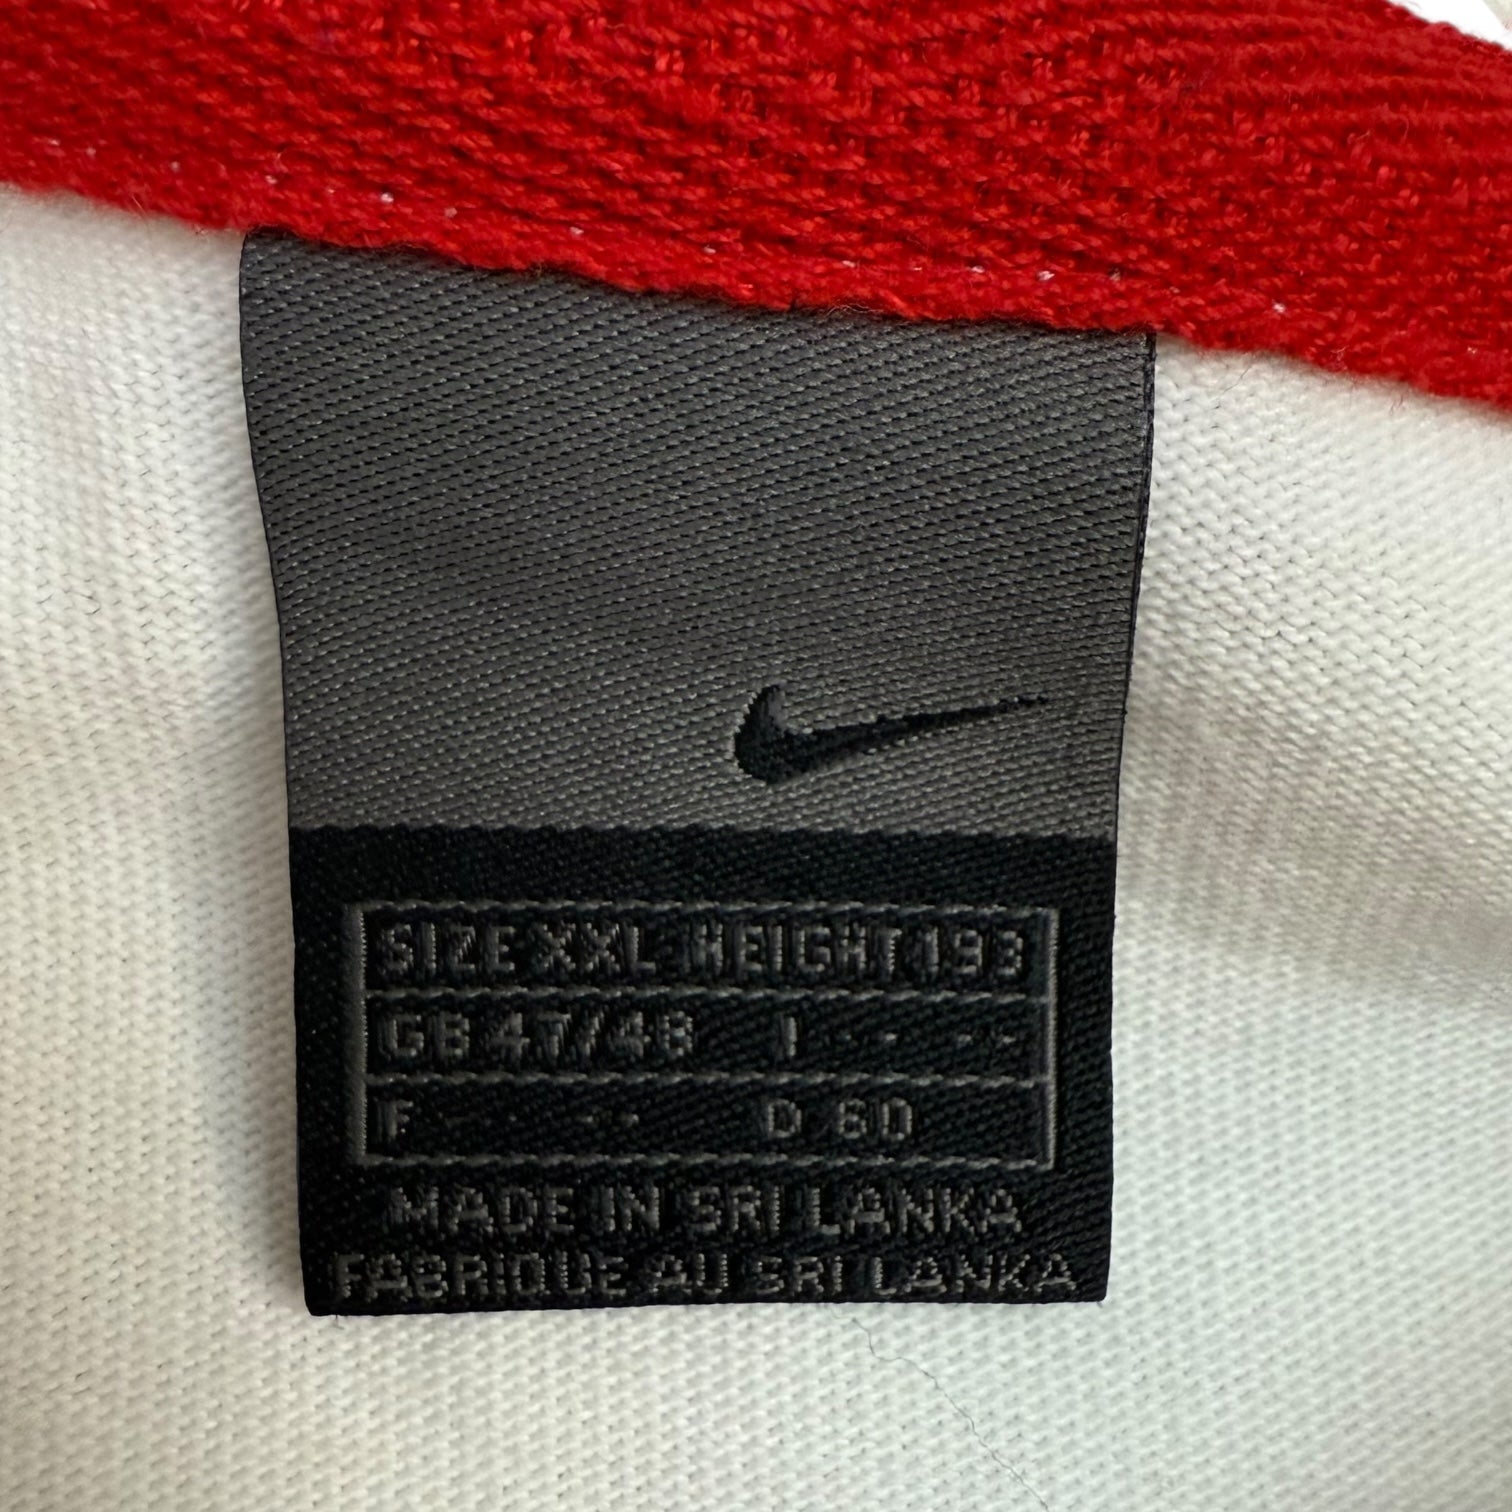 SIZE XXL HEIGHT 193
GB 47/48 I - - - -
F - - - D 60
MADE IN SRI LANKA
FABRIQUE AU SRI LANKA